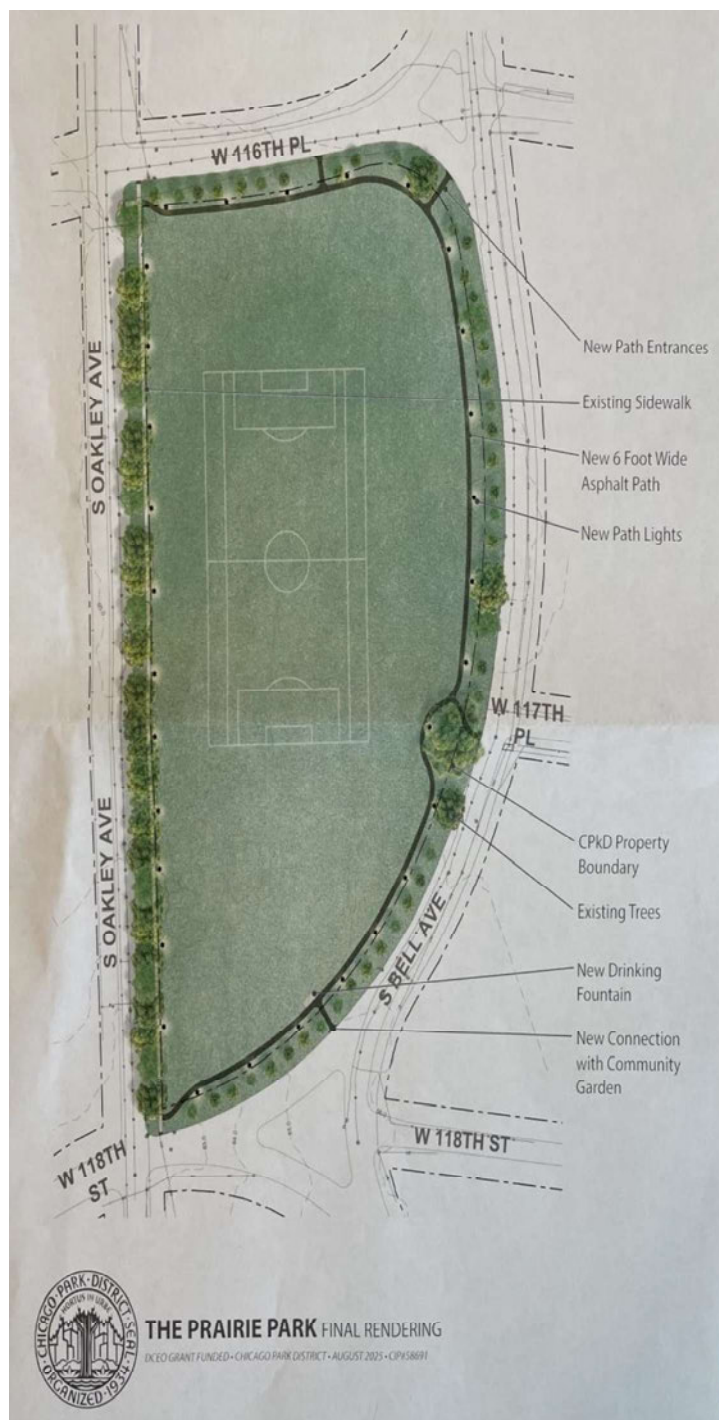 W 116TH PL
New Path Entrances
S OAKLEY AVE
Existing Sidewalk
New 6 Foot Wide
Asphalt Path
New Path Lights
W 117TH
PL
S OAKLEY AVE
CPkD Property
Boundary
Existing Trees
S BELL AVE
New Drinking
Fountain
New Connection
with Community
Garden
W 118TH
ST
W 118TH ST
CHICAGO·PARK·DISTRICT·SEAL
HORTUS IN URBE
ORGANIZED·1934
THE PRAIRIE PARK FINAL RENDERING
DCEO GRANT FUNDED • CHICAGO PARK DISTRICT • AUGUST 2025 • CIP#58691